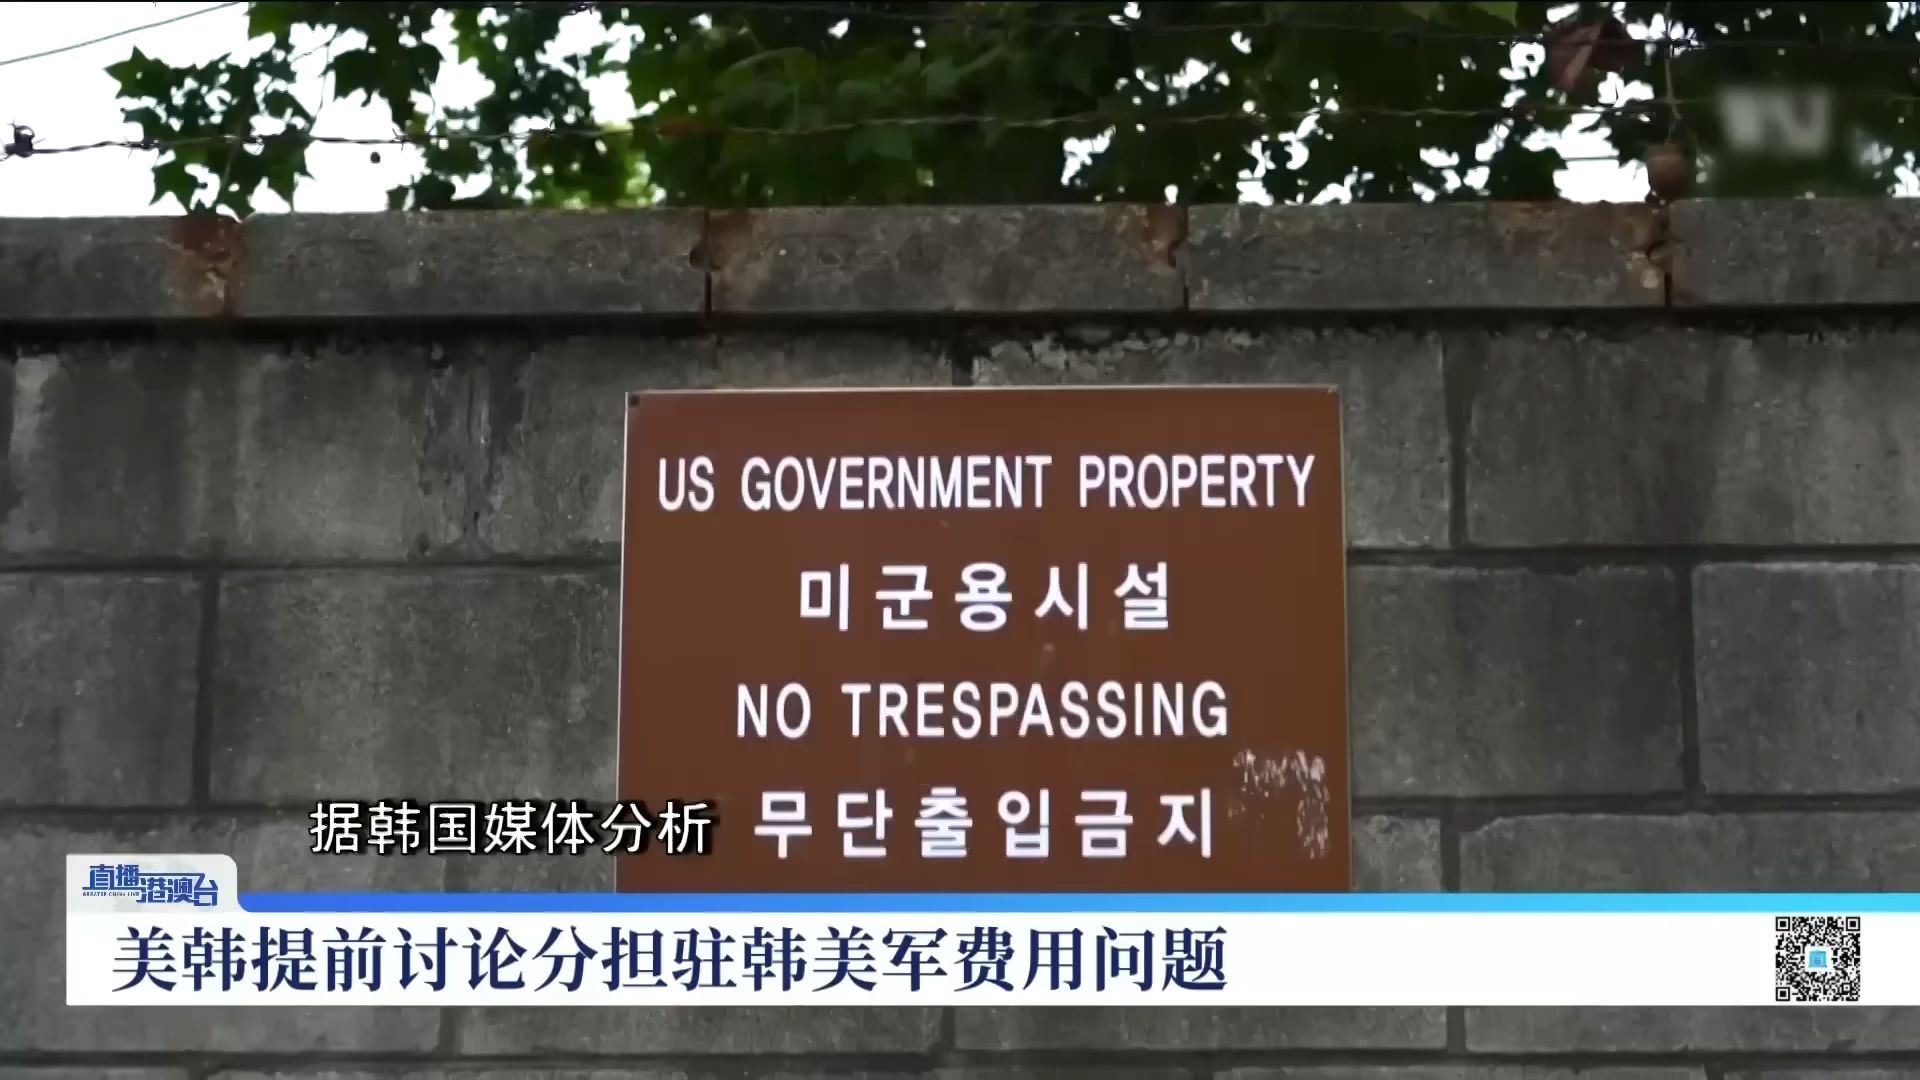 US GOVERNMENT PROPERTY
미군용시설
NO TRESPASSING
무단출입금지
据韩国媒体分析
直播港澳台
美韩提前讨论分担驻韩美军费用问题